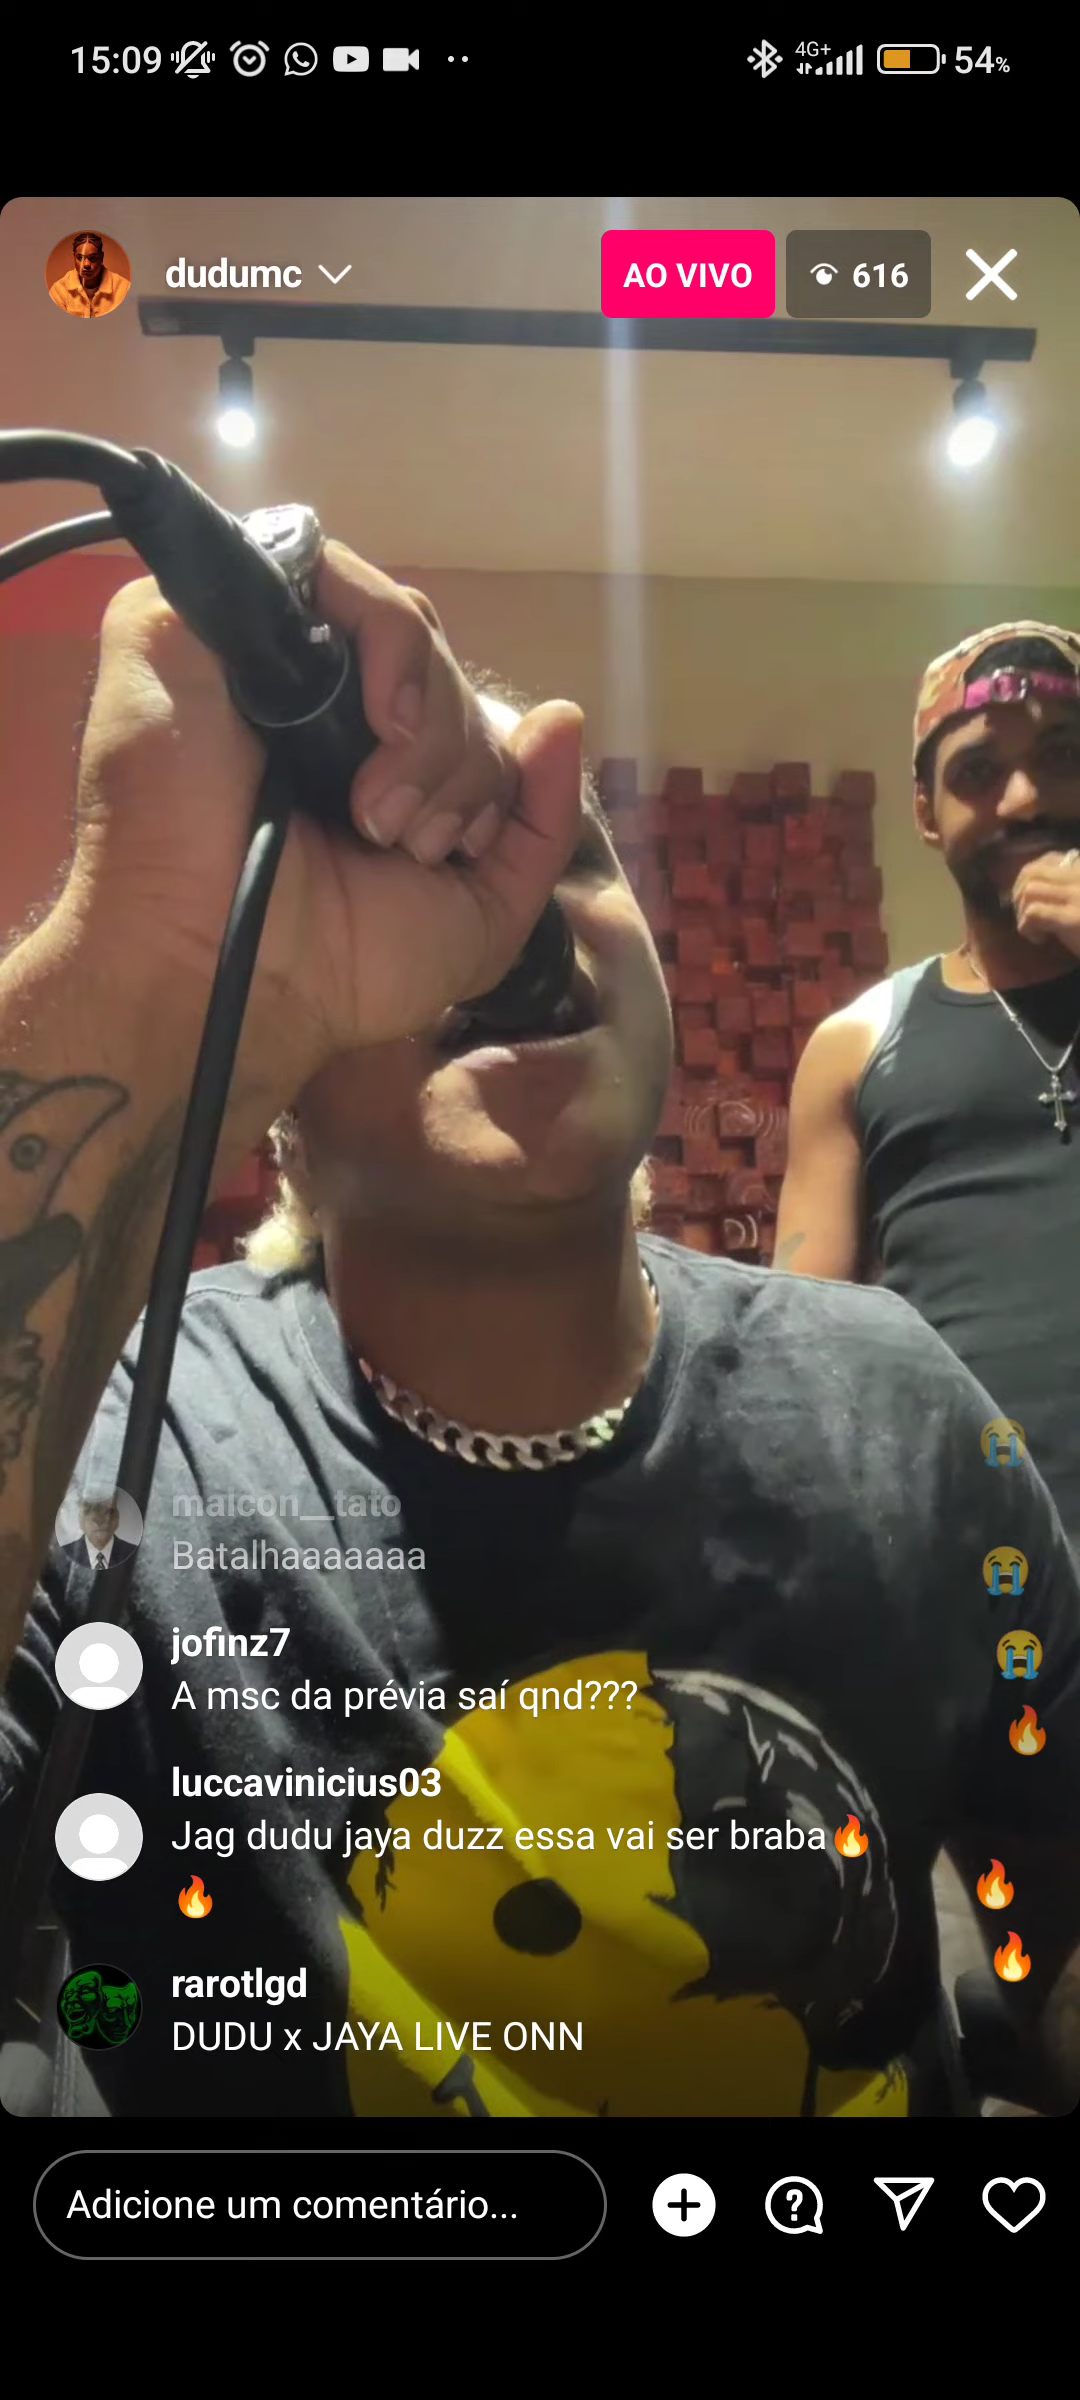 15:09
4G+
54%
dudumc
AO VIVO
616
maicon__tato
Batalhaaaaaaa
jofinz7
A msc da prévia saí qnd???
luccavinicius03
Jag dudu jaya duzz essa vai ser braba🔥
🔥
rarotlgd
DUDU x JAYA LIVE ONN
Adicione um comentário...